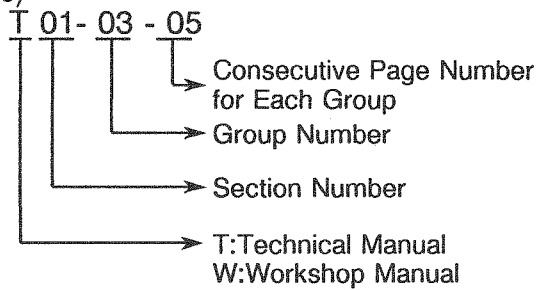 T 01- 03 - 05
Consecutive Page Number
for Each Group
Group Number
Section Number
T:Technical Manual
W:Workshop Manual